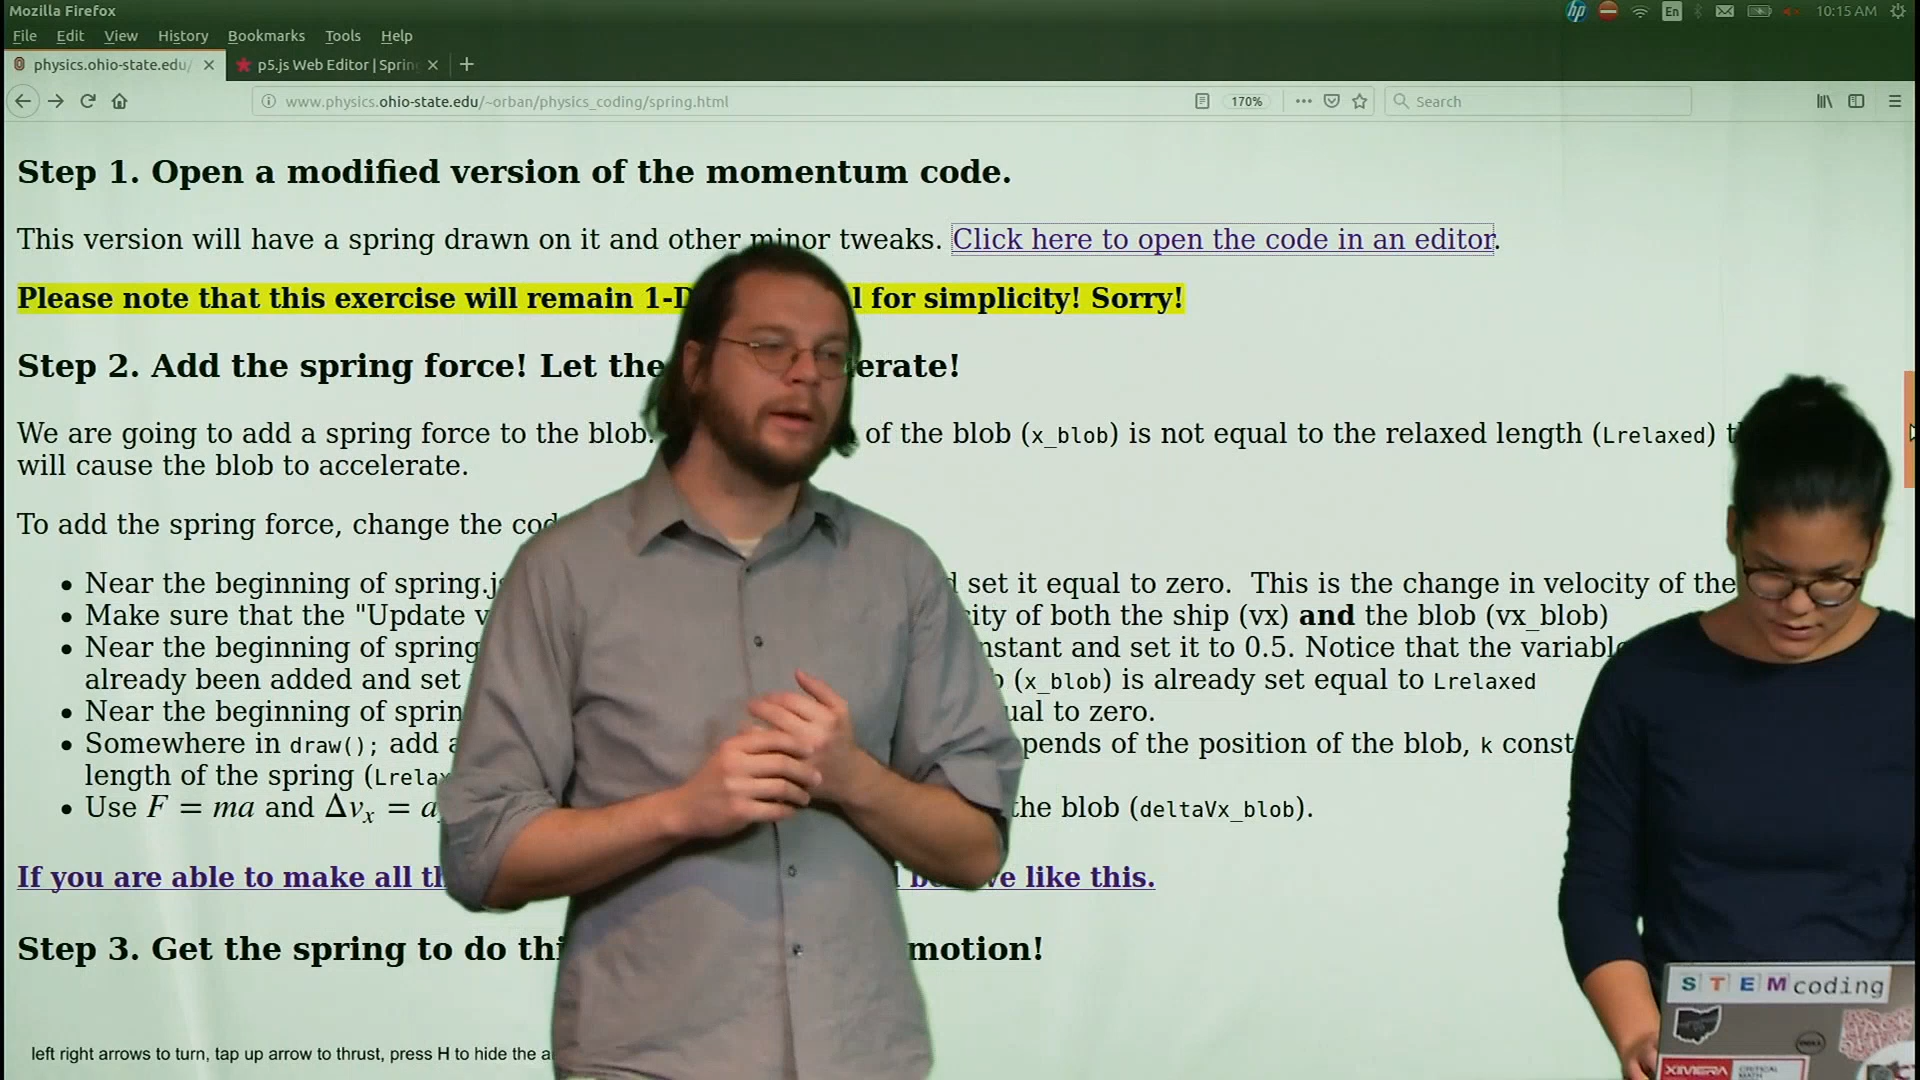 Mozilla Firefox
10:15 AM
En
File Edit View History Bookmarks Tools Help
physics.ohio-state.edu/
p5.js Web Editor | Sprin
www.physics.ohio-state.edu/~orban/physics_coding/spring.html
170%
Search
Step 1. Open a modified version of the momentum code.
This version will have a spring drawn on it and other minor tweaks. Click here to open the code in an editor.
Please note that this exercise will remain 1-D for simplicity! Sorry!
Step 2. Add the spring force! Let the erate!
We are going to add a spring force to the blob. of the blob (x_blob) is not equal to the relaxed length (Lrelaxed)
will cause the blob to accelerate.
To add the spring force, change the cod
• Near the beginning of spring.js set it equal to zero. This is the change in velocity of the
• Make sure that the "Update v city of both the ship (vx) and the blob (vx_blob)
• Near the beginning of spring nstant and set it to 0.5. Notice that the variable
already been added and set (x_blob) is already set equal to Lrelaxed
• Near the beginning of sprin ual to zero.
• Somewhere in draw(); add a pends of the position of the blob, k const
length of the spring (Lrelax
• Use F = ma and Δvₓ = a the blob (deltaVx_blob).
If you are able to make all th like this.
Step 3. Get the spring to do thi motion!
left right arrows to turn, tap up arrow to thrust, press H to hide the a
STEMcoding
DELL
XIMERA